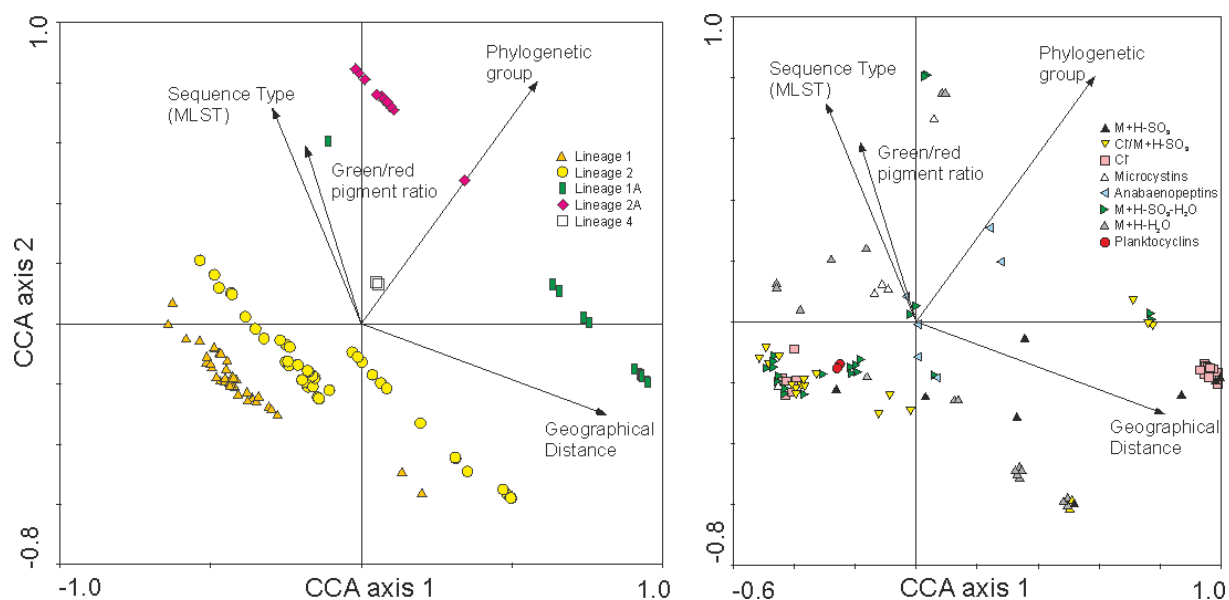 1.0
CCA axis 2
-0.8
-1.0
CCA axis 1
1.0
Sequence Type
(MLST)
Green/red
pigment ratio
Phylogenetic
group
Geographical
Distance
Lineage 1
Lineage 2
Lineage 1A
Lineage 2A
Lineage 4
1.0
-0.8
-0.6
CCA axis 1
1.0
Sequence Type
(MLST)
Green/red
pigment ratio
Phylogenetic
group
Geographical
Distance
M+H-SO₃
Cl/M+H-SO₃
Cl
Microcystins
Anabaenopeptins
M+H-SO₃-H₂O
M+H-H₂O
Planktocyclins